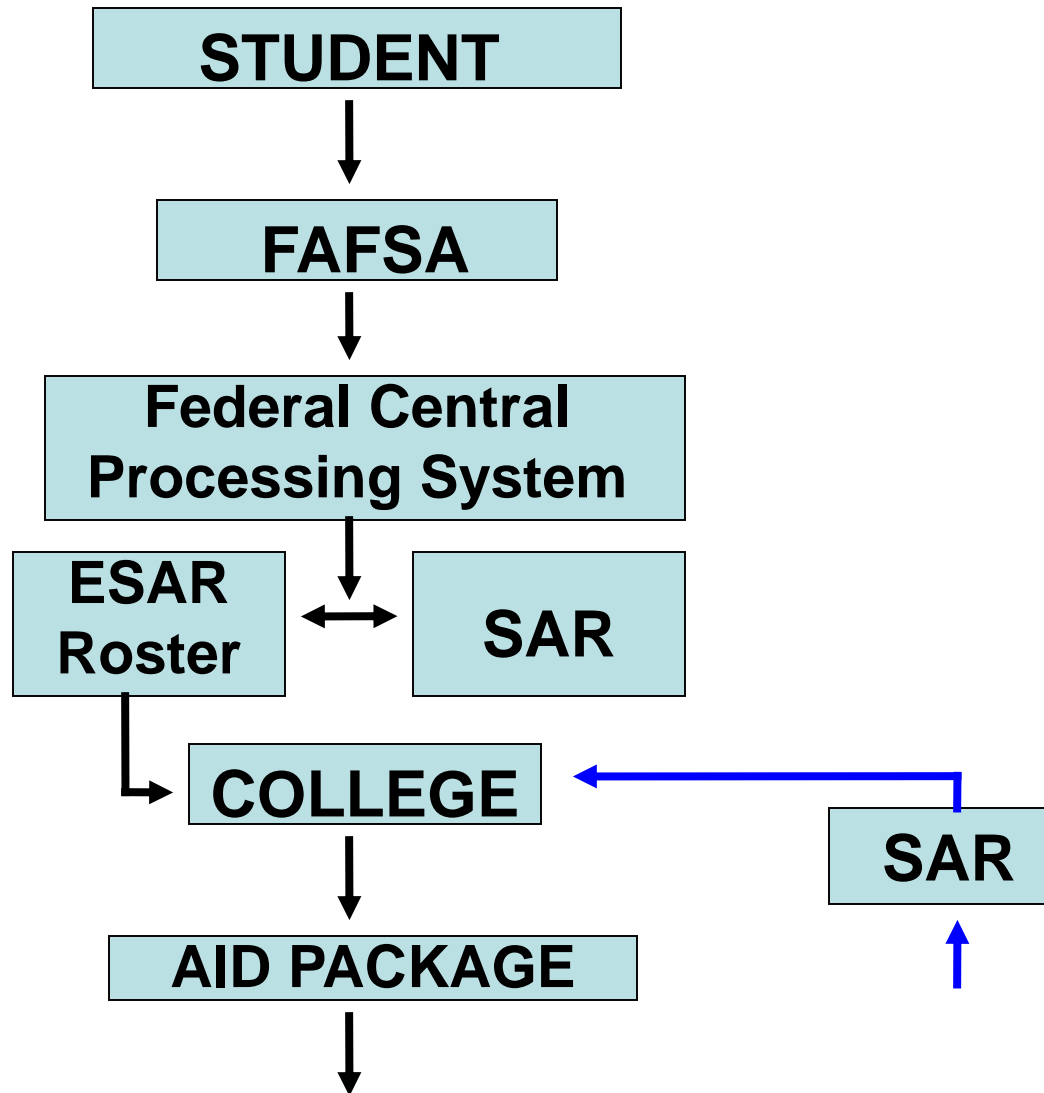 STUDENT
FAFSA
Federal Central
Processing System
ESAR
Roster
SAR
COLLEGE
SAR
AID PACKAGE